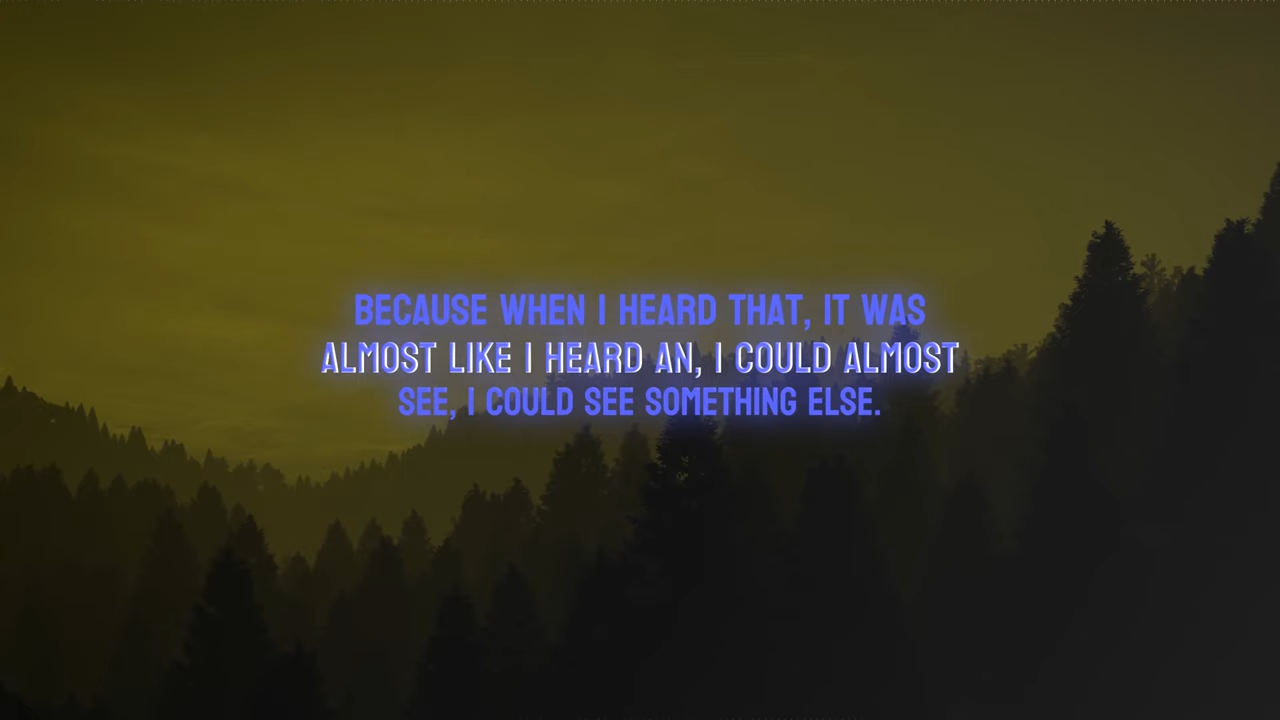 BECAUSE WHEN I HEARD THAT, IT WAS
ALMOST LIKE I HEARD AN, I COULD ALMOST
SEE, I COULD SEE SOMETHING ELSE.